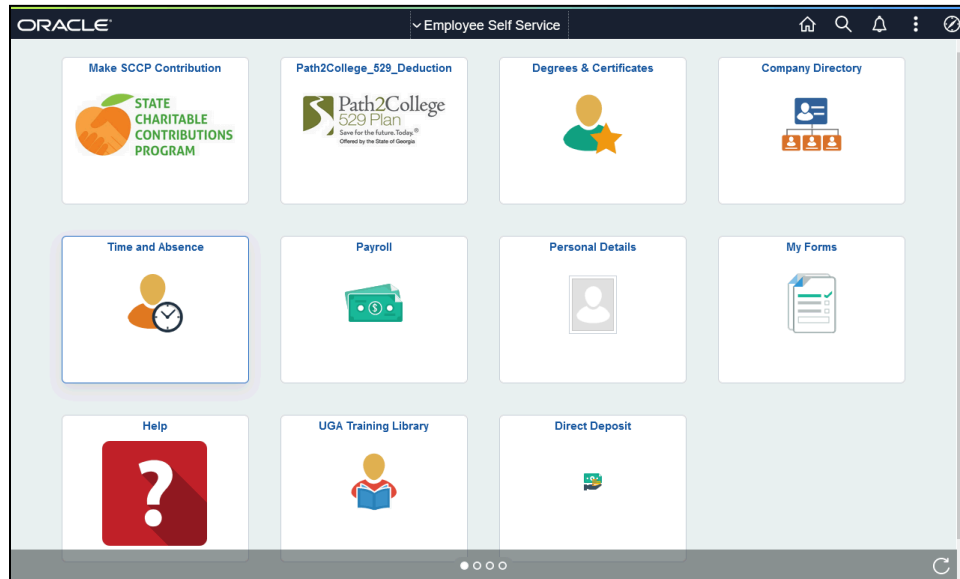 ORACLE
Employee Self Service
Make SCCP Contribution
STATE
CHARITABLE
CONTRIBUTIONS
PROGRAM
Path2College_529_Deduction
Path2College
529 Plan
Save for the future.Today.®
Offered by the State of Georgia
Degrees & Certificates
Company Directory
Time and Absence
Payroll
Personal Details
My Forms
Help
?
UGA Training Library
Direct Deposit